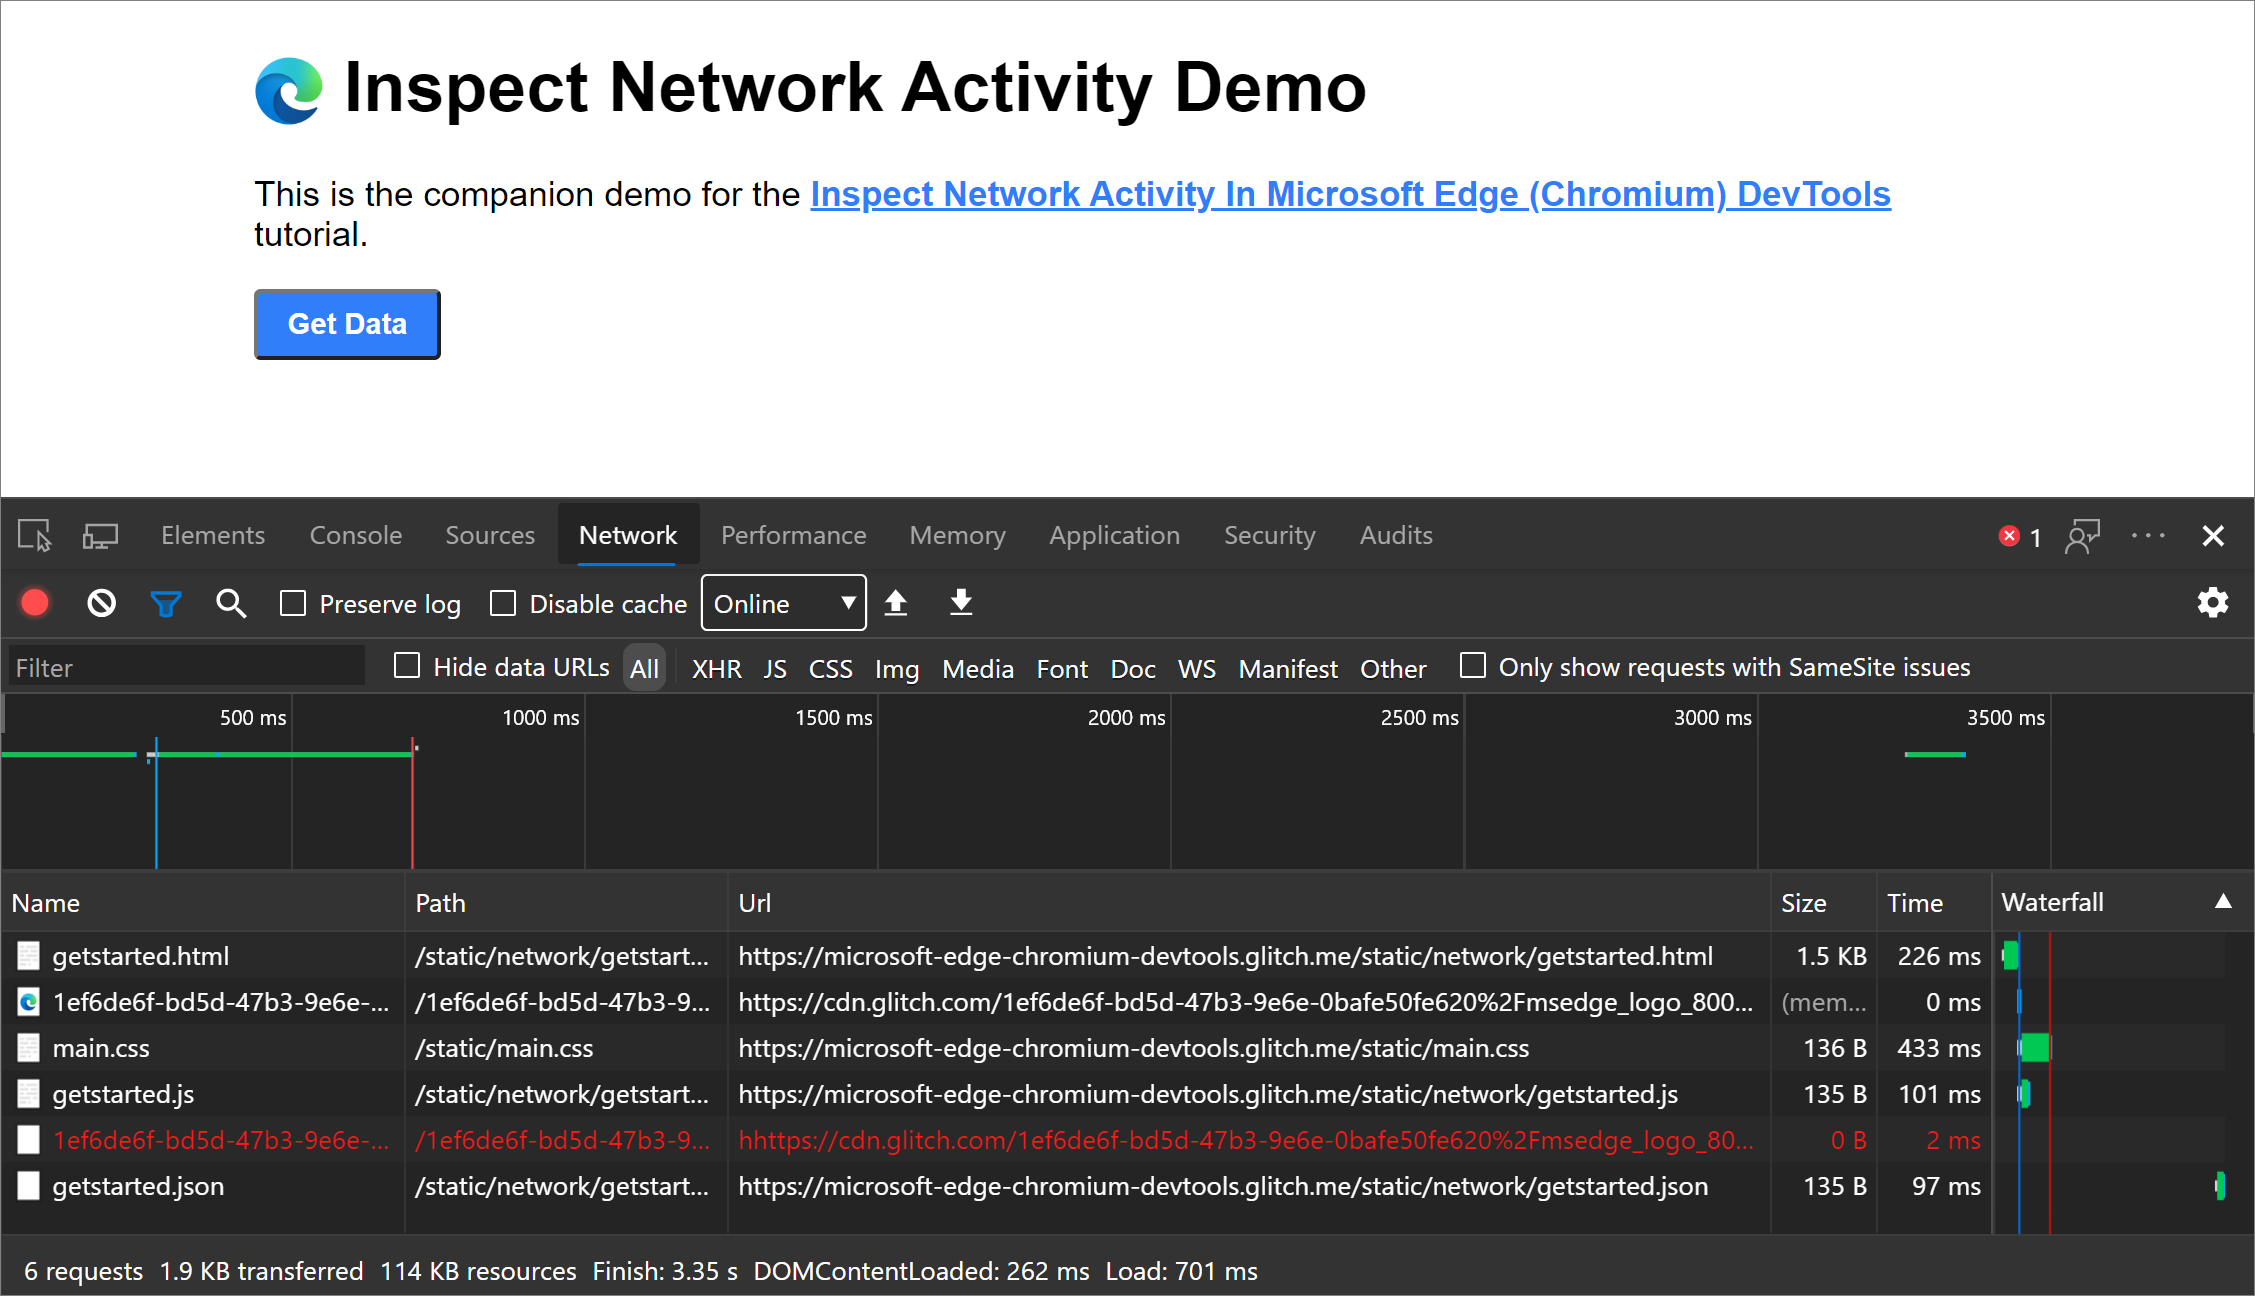 Inspect Network Activity Demo
This is the companion demo for the Inspect Network Activity In Microsoft Edge (Chromium) DevTools
tutorial.
Get Data
Elements Console Sources Network Performance Memory Application Security Audits 1
Preserve log Disable cache Online
Filter Hide data URLs All XHR JS CSS Img Media Font Doc WS Manifest Other Only show requests with SameSite issues
500 ms 1000 ms 1500 ms 2000 ms 2500 ms 3000 ms 3500 ms
Name Path Url Size Time Waterfall
getstarted.html /static/network/getstart... https://microsoft-edge-chromium-devtools.glitch.me/static/network/getstarted.html 1.5 KB 226 ms
1ef6de6f-bd5d-47b3-9e6e-... /1ef6de6f-bd5d-47b3-9... https://cdn.glitch.com/1ef6de6f-bd5d-47b3-9e6e-0bafe50fe620%2Fmsedge_logo_800... (mem... 0 ms
main.css /static/main.css https://microsoft-edge-chromium-devtools.glitch.me/static/main.css 136 B 433 ms
getstarted.js /static/network/getstart... https://microsoft-edge-chromium-devtools.glitch.me/static/network/getstarted.js 135 B 101 ms
1ef6de6f-bd5d-47b3-9e6e-... /1ef6de6f-bd5d-47b3-9... hhttps://cdn.glitch.com/1ef6de6f-bd5d-47b3-9e6e-0bafe50fe620%2Fmsedge_logo_80... 0 B 2 ms
getstarted.json /static/network/getstart... https://microsoft-edge-chromium-devtools.glitch.me/static/network/getstarted.json 135 B 97 ms
6 requests 1.9 KB transferred 114 KB resources Finish: 3.35 s DOMContentLoaded: 262 ms Load: 701 ms